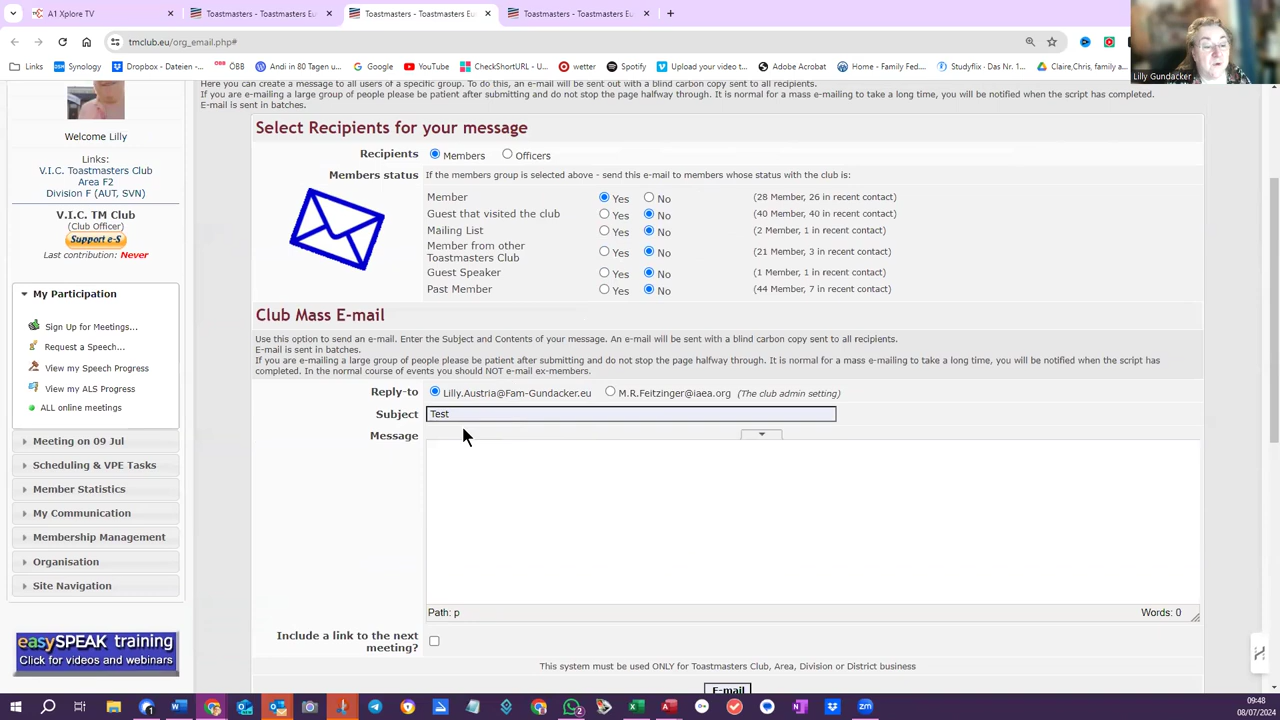 A1 Xplore TV
Toastmasters - Toastmasters Eu
Toastmasters - Toastmasters Eu
Toastmasters - Toastmasters Eu
tmclub.eu/org_email.php#
Lilly Gundacker
Links
Synology
Dropbox - Dateien -
ÖBB
Andi in 80 Tagen u
Google
YouTube
CheckSHERLOCK - U
wetter
Spotify
Upload your video t
Adobe Acrobat
Home - Family Fed
Studyflix - Das Nr. 1
Claire,Chris, family a
Here you can create a message to all users of a specific group. To do this, an e-mail will be sent out with a blind carbon copy sent to all recipients.
If you are e-mailing a large group of people please be patient after submitting and do not stop the page halfway through. It is normal for a mass e-mailing to take a long time, you will be notified when the script has completed.
E-mail is sent in batches.
Welcome Lilly
Links:
V.I.C. Toastmasters Club
Area F2
Division F (AUT, SVN)
V.I.C. TM Club
(Club Officer)
Support e-S
Last contribution: Never
My Participation
Sign Up for Meetings...
Request a Speech...
View my Speech Progress
View my ALS Progress
ALL online meetings
Meeting on 09 Jul
Scheduling & VPE Tasks
Member Statistics
My Communication
Membership Management
Organisation
Site Navigation
easySPEAK training
Click for videos and webinars
Select Recipients for your message
Recipients Members Officers
Members status If the members group is selected above - send this e-mail to members whose status with the club is:
Member Yes No (28 Member, 26 in recent contact)
Guest that visited the club Yes No (40 Member, 40 in recent contact)
Mailing List Yes No (2 Member, 1 in recent contact)
Member from other
Toastmasters Club Yes No (21 Member, 3 in recent contact)
Guest Speaker Yes No (1 Member, 1 in recent contact)
Past Member Yes No (44 Member, 7 in recent contact)
Club Mass E-mail
Use this option to send an e-mail. Enter the Subject and Contents of your message. An e-mail will be sent with a blind carbon copy sent to all recipients.
E-mail is sent in batches.
If you are e-mailing a large group of people please be patient after submitting and do not stop the page halfway through. It is normal for a mass e-mailing to take a long time, you will be notified when the script has
completed. In the normal course of events you should NOT e-mail ex-members.
Reply-to Lilly.Austria@Fam-Gundacker.eu M.R.Feitzinger@iaea.org (The club admin setting)
Subject Test
Message
Path: p Words: 0
Include a link to the next
meeting?
This system must be used ONLY for Toastmasters Club, Area, Division or District business
E-mail
09:48
08/07/2024